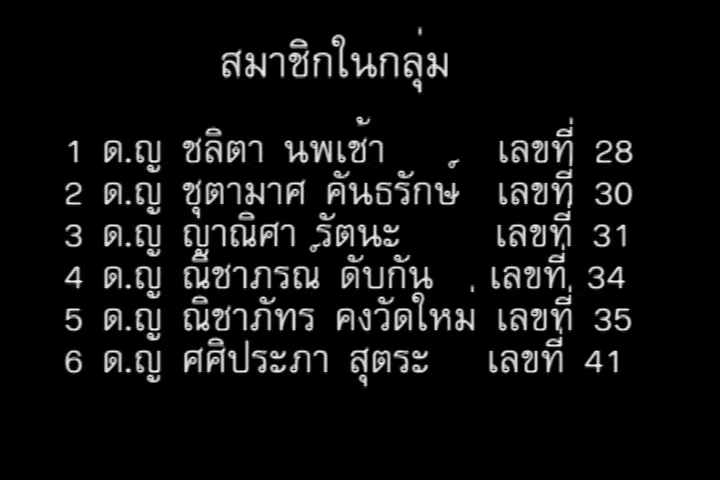 สมาชิกในกลุ่ม
1 ด.ญ ชลิตา นพเช้า เลขที่ 28
2 ด.ญ ชุตามาศ คันธรักษ์ เลขที่ 30
3 ด.ญ ญาณิศา รัตนะ เลขที่ 31
4 ด.ญ ณิชาภรณ์ ดับกัน เลขที่ 34
5 ด.ญ ณิชาภัทร คงวัดใหม่ เลขที่ 35
6 ด.ญ ศศิประภา สุตระ เลขที่ 41